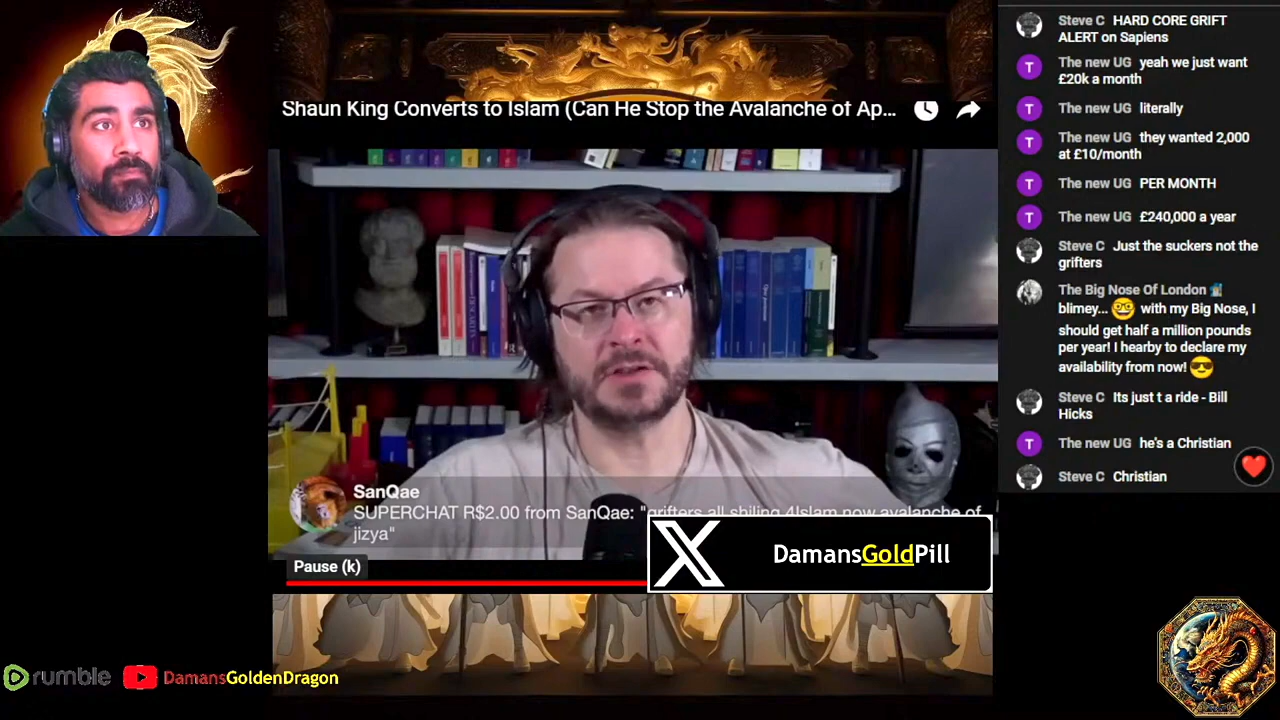 Shaun King Converts to Islam (Can He Stop the Avalanche of Ap...
SanQae
SUPERCHAT R$2.00 from SanQae: "grifters all shiling 4Islam now avalanche of
jizya"
Pause (k)
DamansGoldPill
rumble
DamansGoldenDragon
Steve C HARD CORE GRIFT
ALERT on Sapiens
T The new UG yeah we just want
£20k a month
T The new UG literally
T The new UG they wanted 2,000
at £10/month
T The new UG PER MONTH
T The new UG £240,000 a year
Steve C Just the suckers not the
grifters
The Big Nose Of London
blimey... 🤓 with my Big Nose, I
should get half a million pounds
per year! I hearby to declare my
availability from now! 😎
Steve C Its just t a ride - Bill
Hicks
T The new UG he's a Christian
Steve C Christian